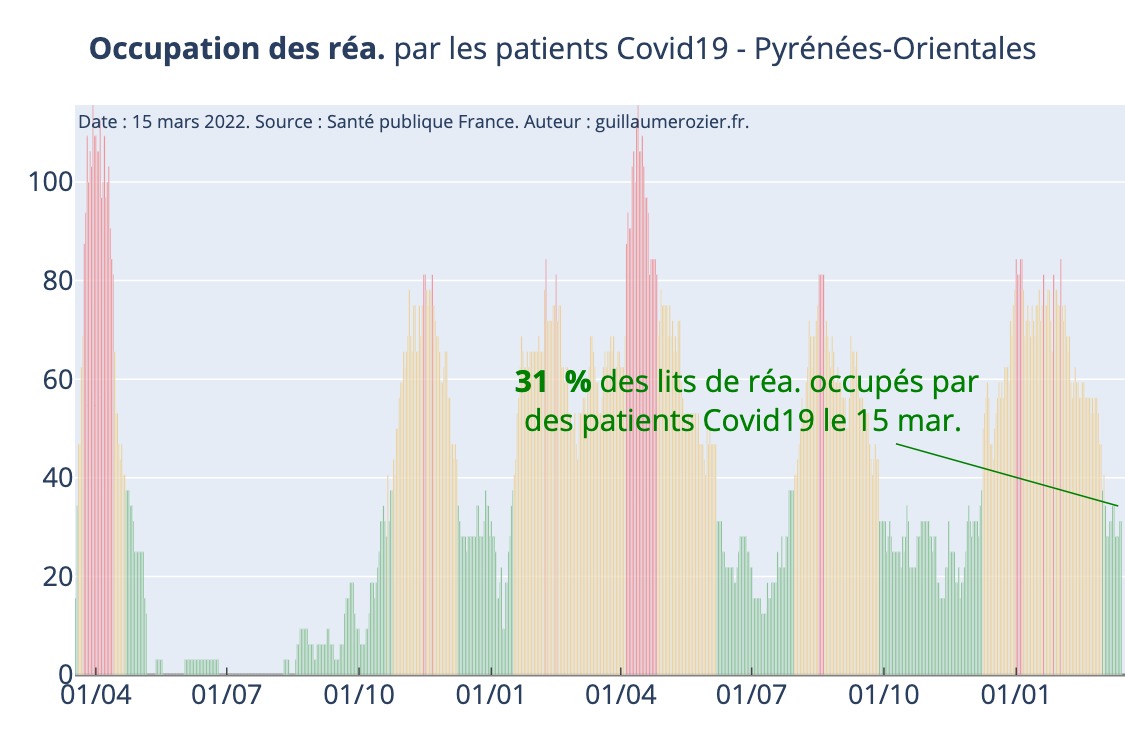 Occupation des réa. par les patients Covid19 - Pyrénées-Orientales
Date : 15 mars 2022. Source : Santé publique France. Auteur : guillaumerozier.fr.
100
80
60
40
20
0
31 % des lits de réa. occupés par
des patients Covid19 le 15 mar.
01/04 01/07 01/10 01/01 01/04 01/07 01/10 01/01